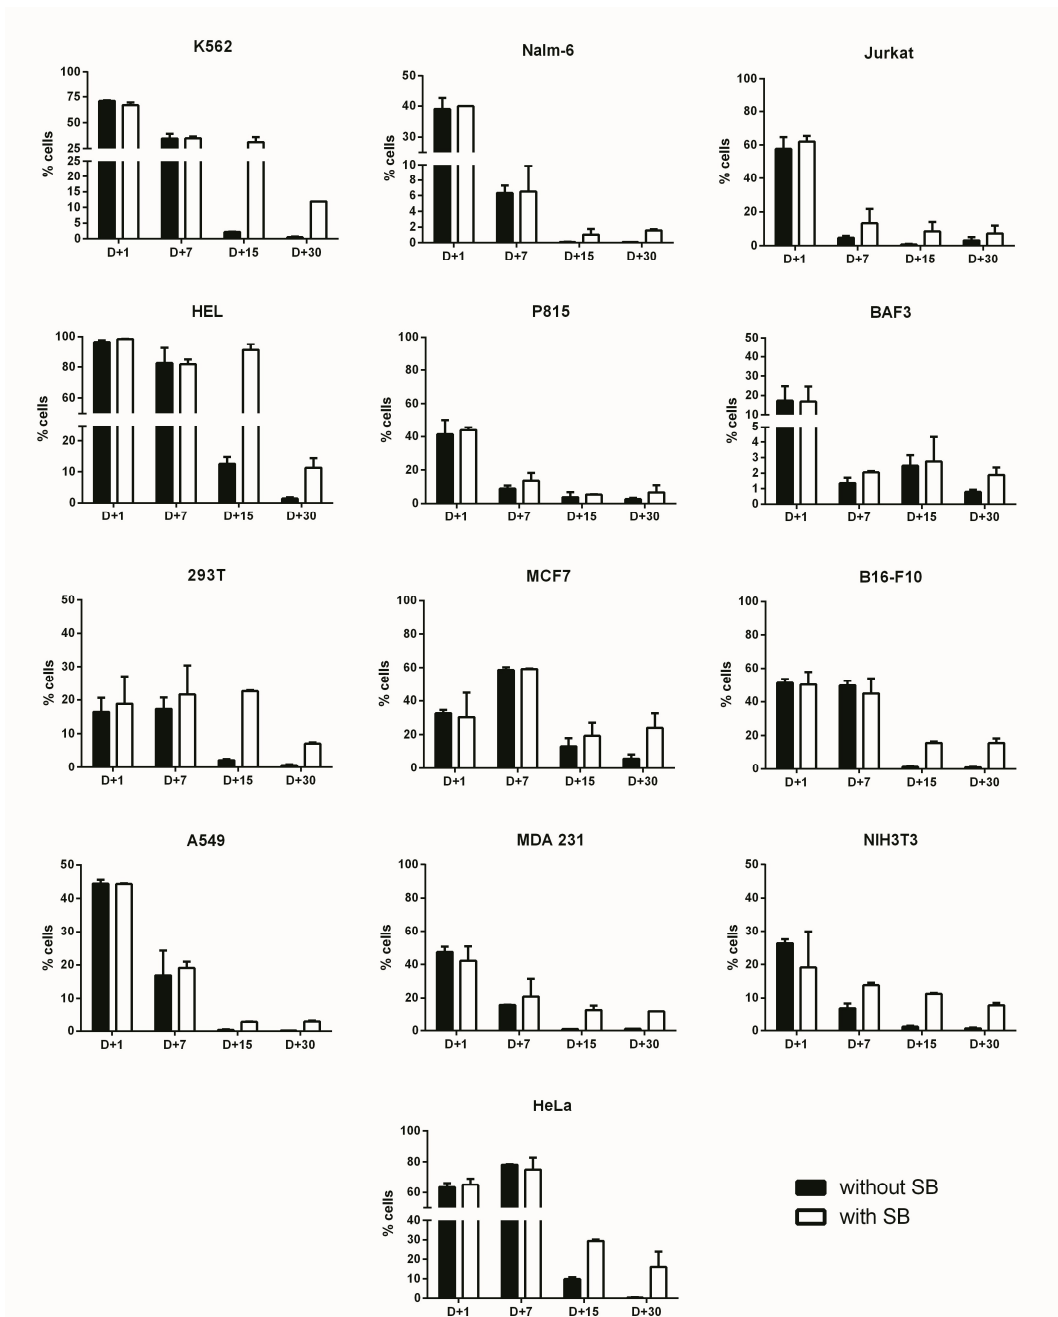 K562
Nalm-6
Jurkat
% cells
100
75
50
25
25
20
15
10
5
0
D+1 D+7 D+15 D+30
% cells
50
40
30
10
8
6
4
2
0
D+1 D+7 D+15 D+30
% cells
100
80
60
40
20
0
D+1 D+7 D+15 D+30
HEL
P815
BAF3
% cells
100
80
60
20
10
0
D+1 D+7 D+15 D+30
% cells
100
80
60
40
20
0
D+1 D+7 D+15 D+30
% cells
50
40
30
20
10
5
4
3
2
1
0
D+1 D+7 D+15 D+30
293T
MCF7
B16-F10
% cells
50
40
30
20
10
0
D+1 D+7 D+15 D+30
% cells
100
80
60
40
20
0
D+1 D+7 D+15 D+30
% cells
100
80
60
40
20
0
D+1 D+7 D+15 D+30
A549
MDA 231
NIH3T3
% cells
50
40
30
20
10
0
D+1 D+7 D+15 D+30
% cells
100
80
60
40
20
0
D+1 D+7 D+15 D+30
% cells
50
40
30
20
10
0
D+1 D+7 D+15 D+30
HeLa
% cells
100
80
60
40
30
20
10
0
D+1 D+7 D+15 D+30
without SB
with SB